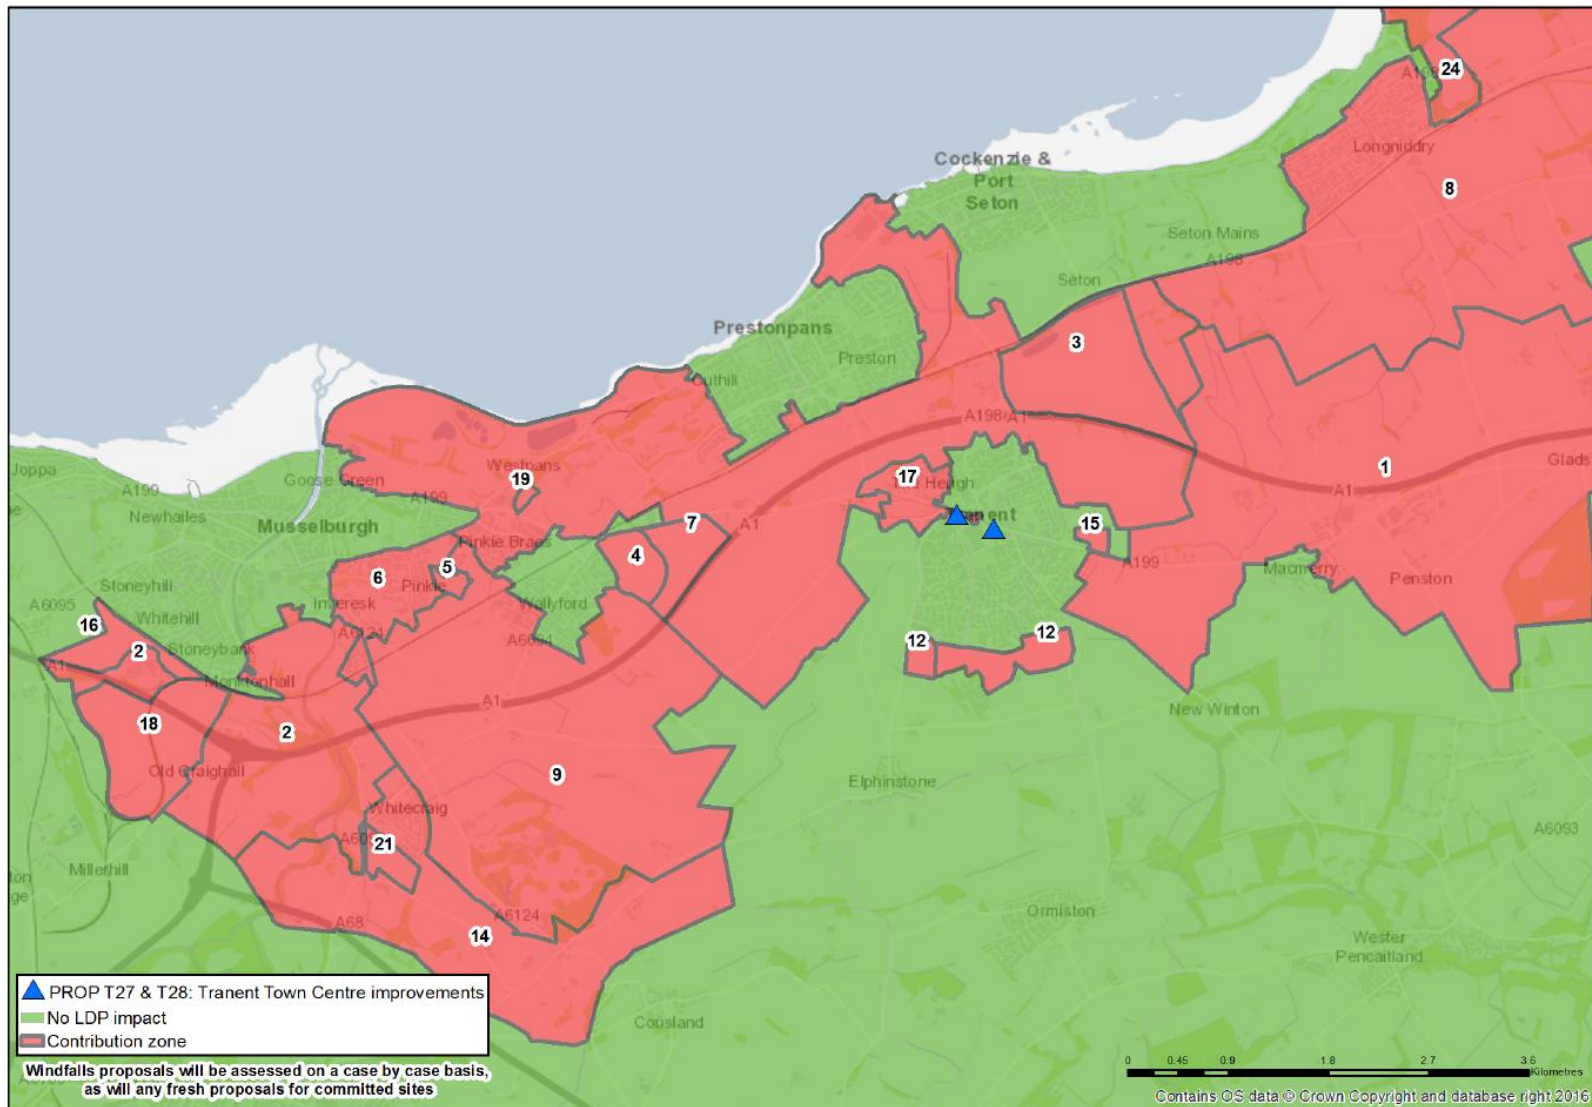 24
A198
Longniddry
8
Cockenzie &
Port
Seton
Seton Mains
A198
Seton
Prestonpans
3
Preston
Cuthill
A198
A1
1
Glads
Joppa
Westpans
17
Goose Green
19
A199
A199
Newhailes
A1
Musselburgh
7
Tranent
15
Pinkie Braes
4
A199
Stoneyhill
6
Pinkie
5
Macmerry
Penston
A6095
Whitehill
Inveresk
Wallyford
16
A6124
A6094
2
Stoneybank
12
12
A1
Monktonhall
A1
18
2
New Winton
Old Craighall
9
Elphinstone
Whitecraig
A6093
21
Millerhill
ton
ge
A68
A6124
14
Ormiston
Wester
Pencaitland
Cousland
PROP T27 & T28: Tranent Town Centre improvements
No LDP impact
Contribution zone
Windfalls proposals will be assessed on a case by case basis,
as will any fresh proposals for committed sites
0 0.45 0.9 1.8 2.7 3.6
Kilometres
Contains OS data © Crown Copyright and database right 2016